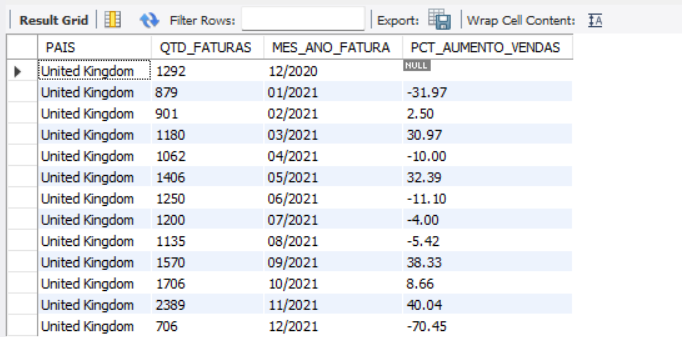 Result Grid Filter Rows: Export: Wrap Cell Content: IA
PAIS QTD_FATURAS MES_ANO_FATURA PCT_AUMENTO_VENDAS
United Kingdom 1292 12/2020 NULL
United Kingdom 879 01/2021 -31.97
United Kingdom 901 02/2021 2.50
United Kingdom 1180 03/2021 30.97
United Kingdom 1062 04/2021 -10.00
United Kingdom 1406 05/2021 32.39
United Kingdom 1250 06/2021 -11.10
United Kingdom 1200 07/2021 -4.00
United Kingdom 1135 08/2021 -5.42
United Kingdom 1570 09/2021 38.33
United Kingdom 1706 10/2021 8.66
United Kingdom 2389 11/2021 40.04
United Kingdom 706 12/2021 -70.45